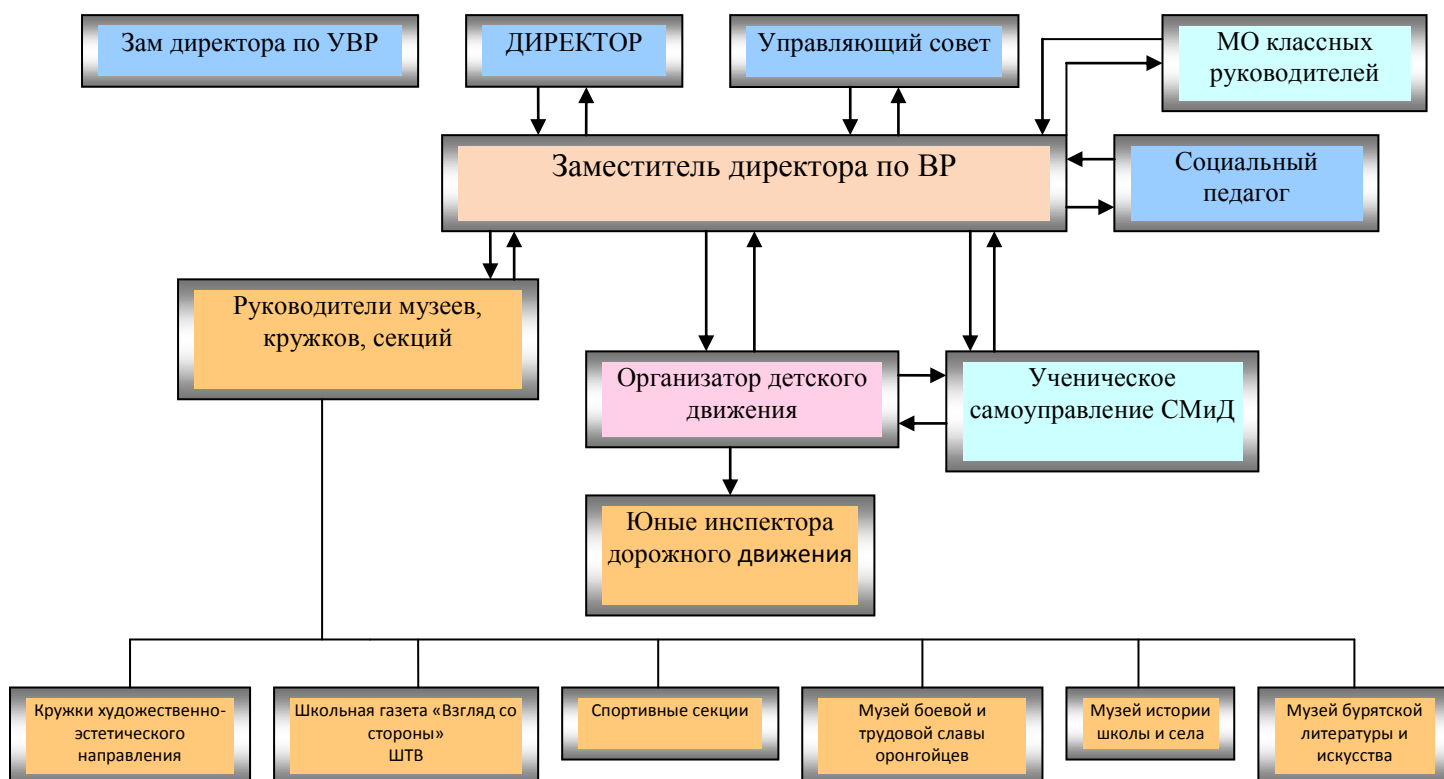 Зам директора по УВР
ДИРЕКТОР
Управляющий совет
МО классных
руководителей
Заместитель директора по ВР
Социальный
педагог
Руководители музеев,
кружков, секций
Организатор детского
движения
Ученическое
самоуправление СМиД
Юные инспектора
дорожного движения
Кружки художественно-
эстетического
направления
Школьная газета «Взгляд со
стороны»
ШТВ
Спортивные секции
Музей боевой и
трудовой славы
оронгойцев
Музей истории
школы и села
Музей бурятской
литературы и
искусства